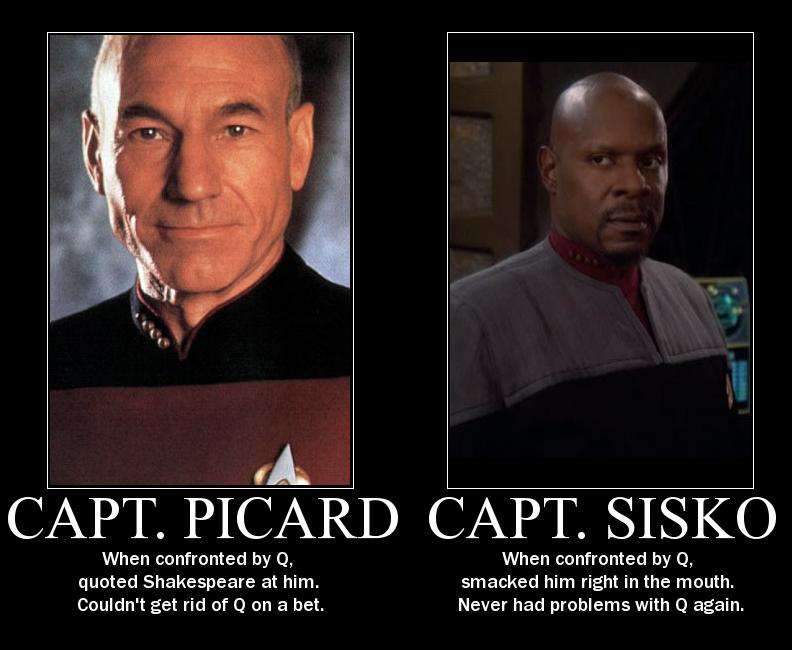 CAPT. PICARD
When confronted by Q,
quoted Shakespeare at him.
Couldn't get rid of Q on a bet.
CAPT. SISKO
When confronted by Q,
smacked him right in the mouth.
Never had problems with Q again.